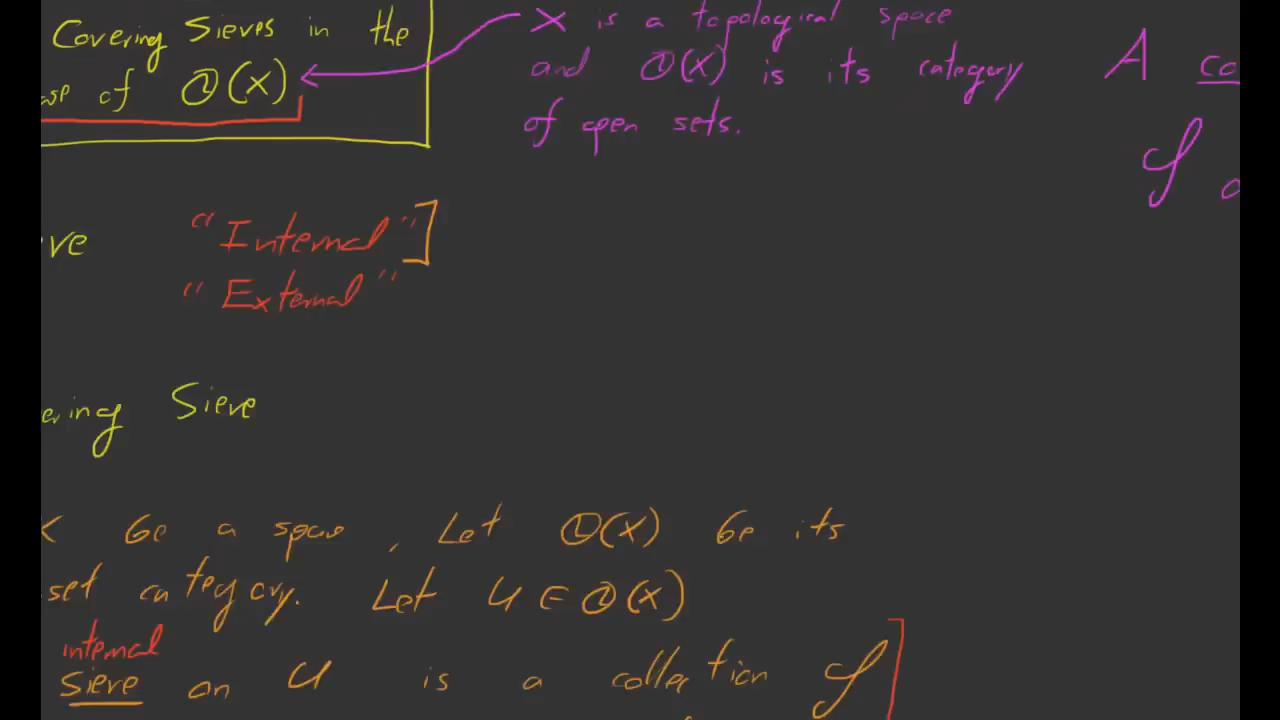 Covering Sieves in the
of O(X)
X is a topological space
and O(X) is its category
of open sets.
A co
S
ve
"Internal"]
"External"
ering Sieve
be a space, Let O(X) be its
set category. Let U ∈ O(X)
internal
sieve on U is a collection S